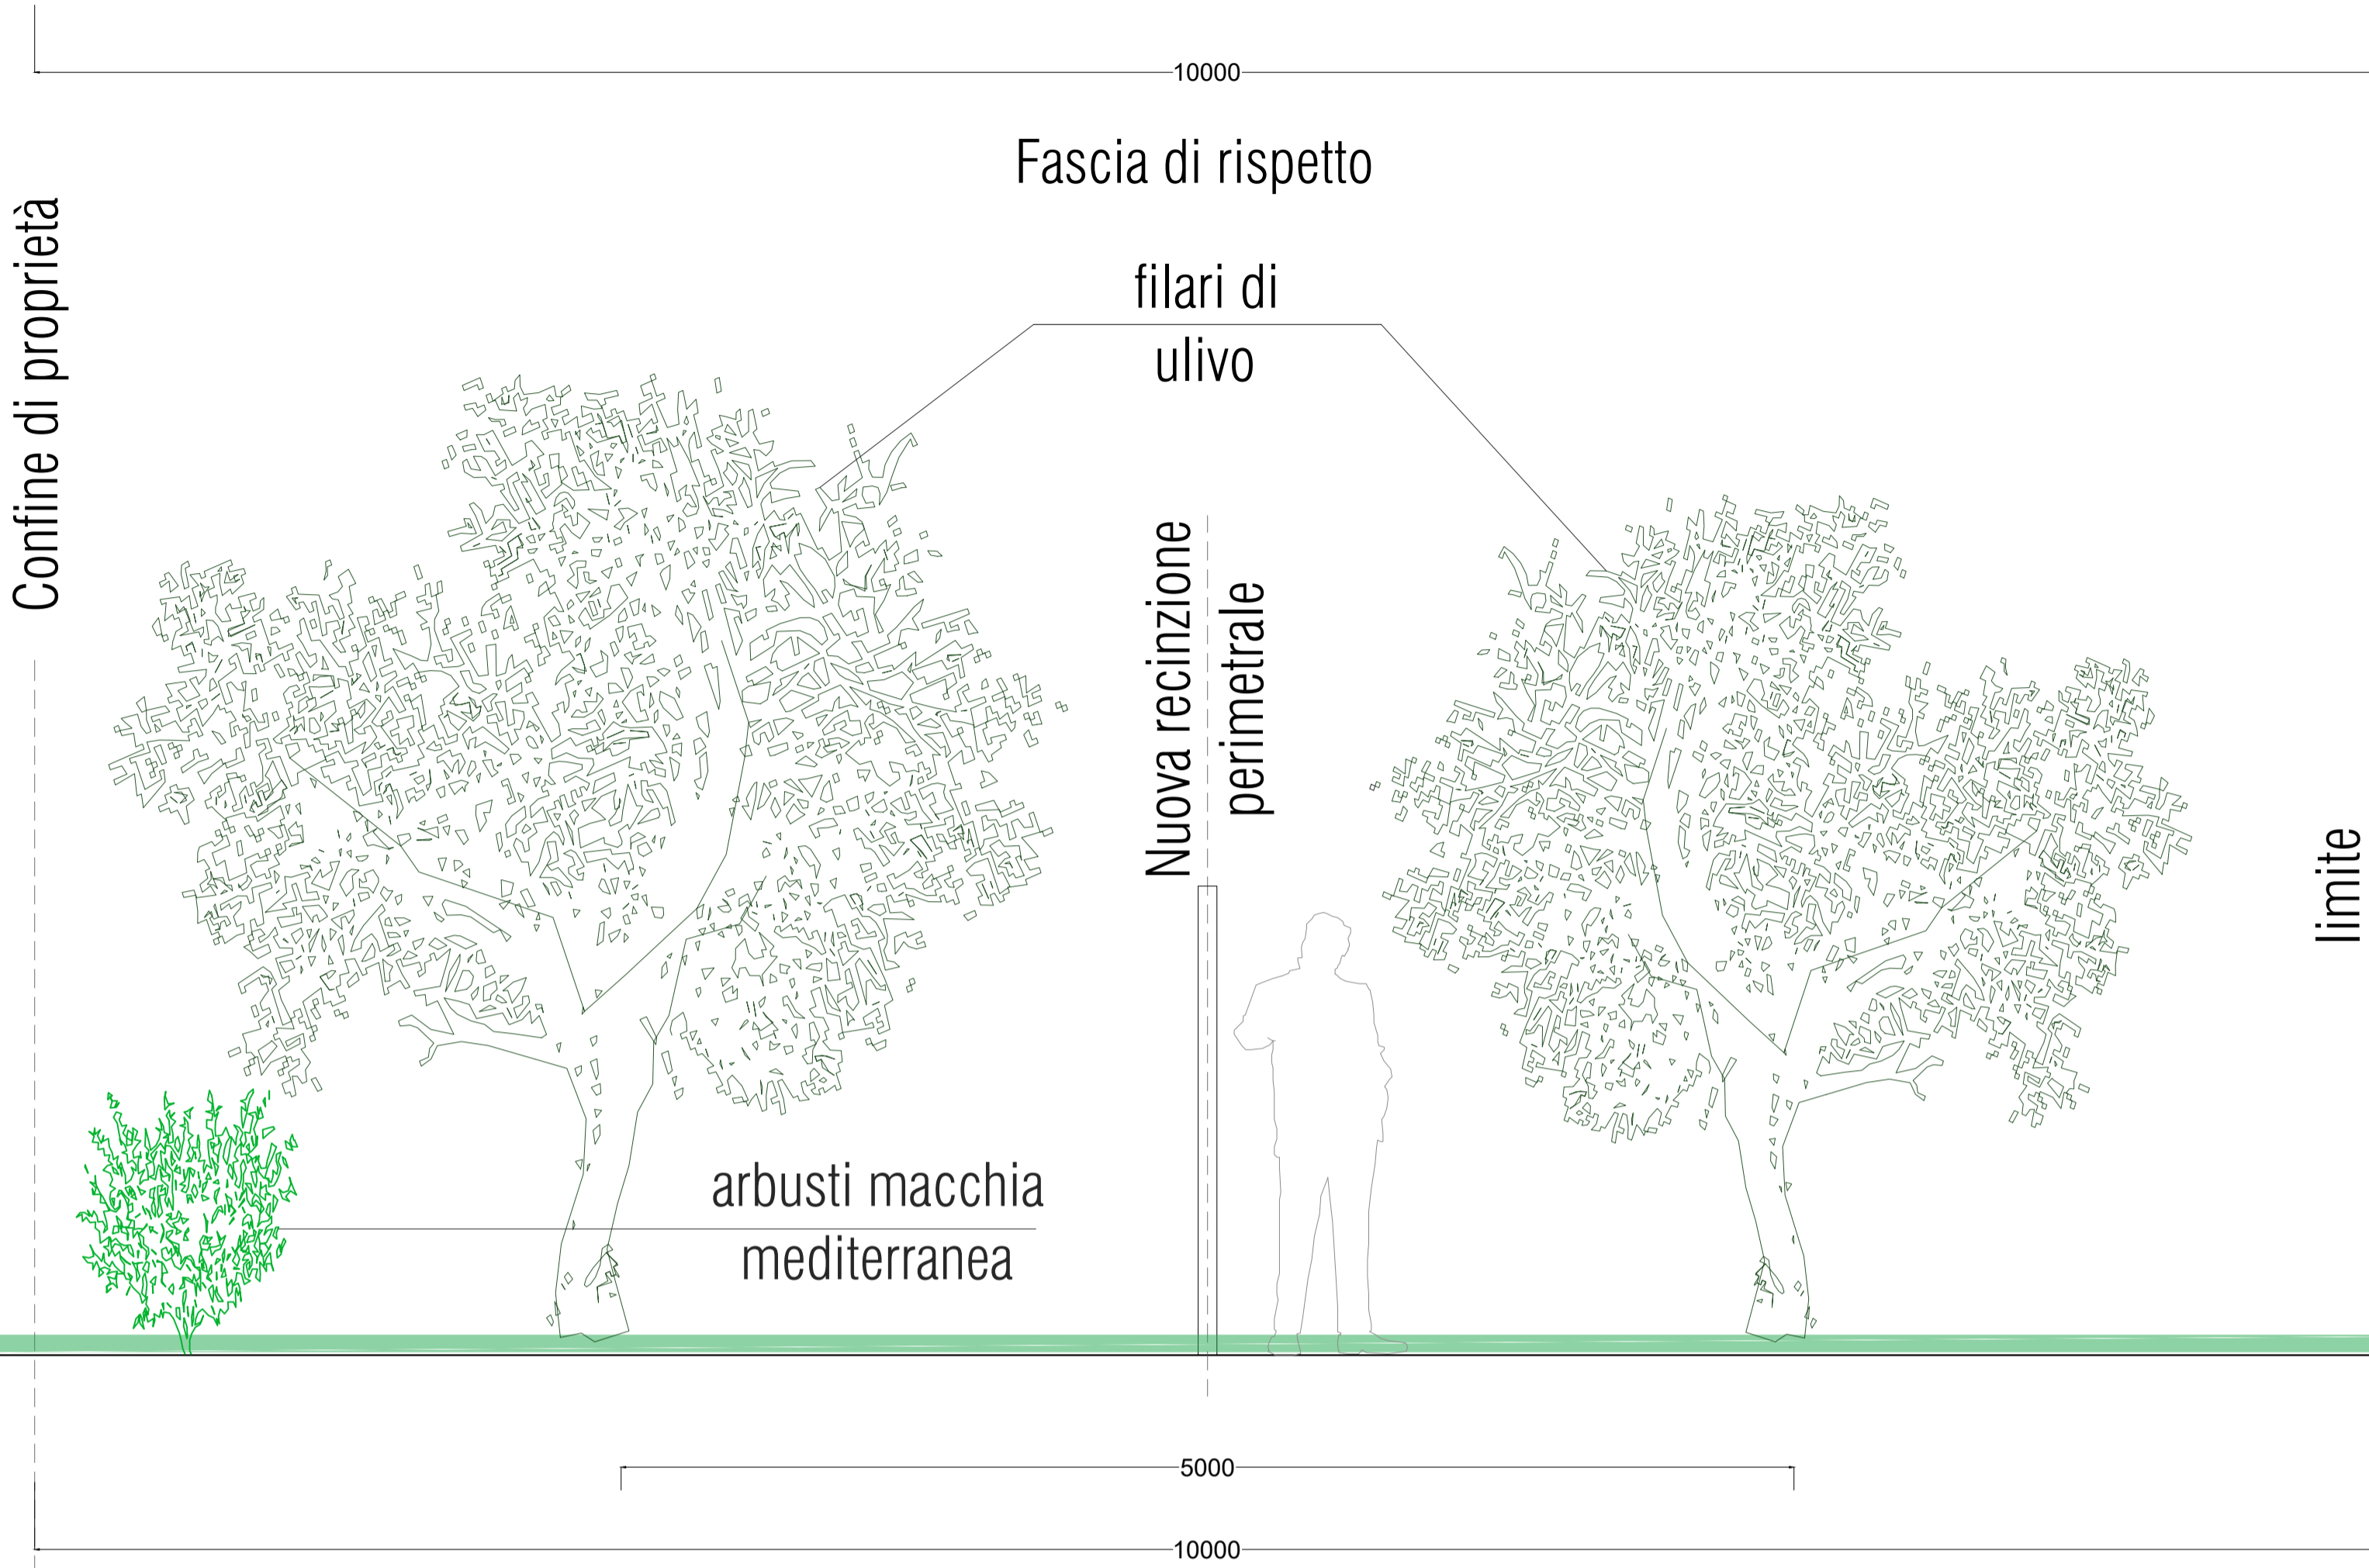 10000
Fascia di rispetto
Confine di proprietà
filari di
ulivo
Nuova recinzione
perimetrale
limite
arbusti macchia
mediterranea
5000
10000